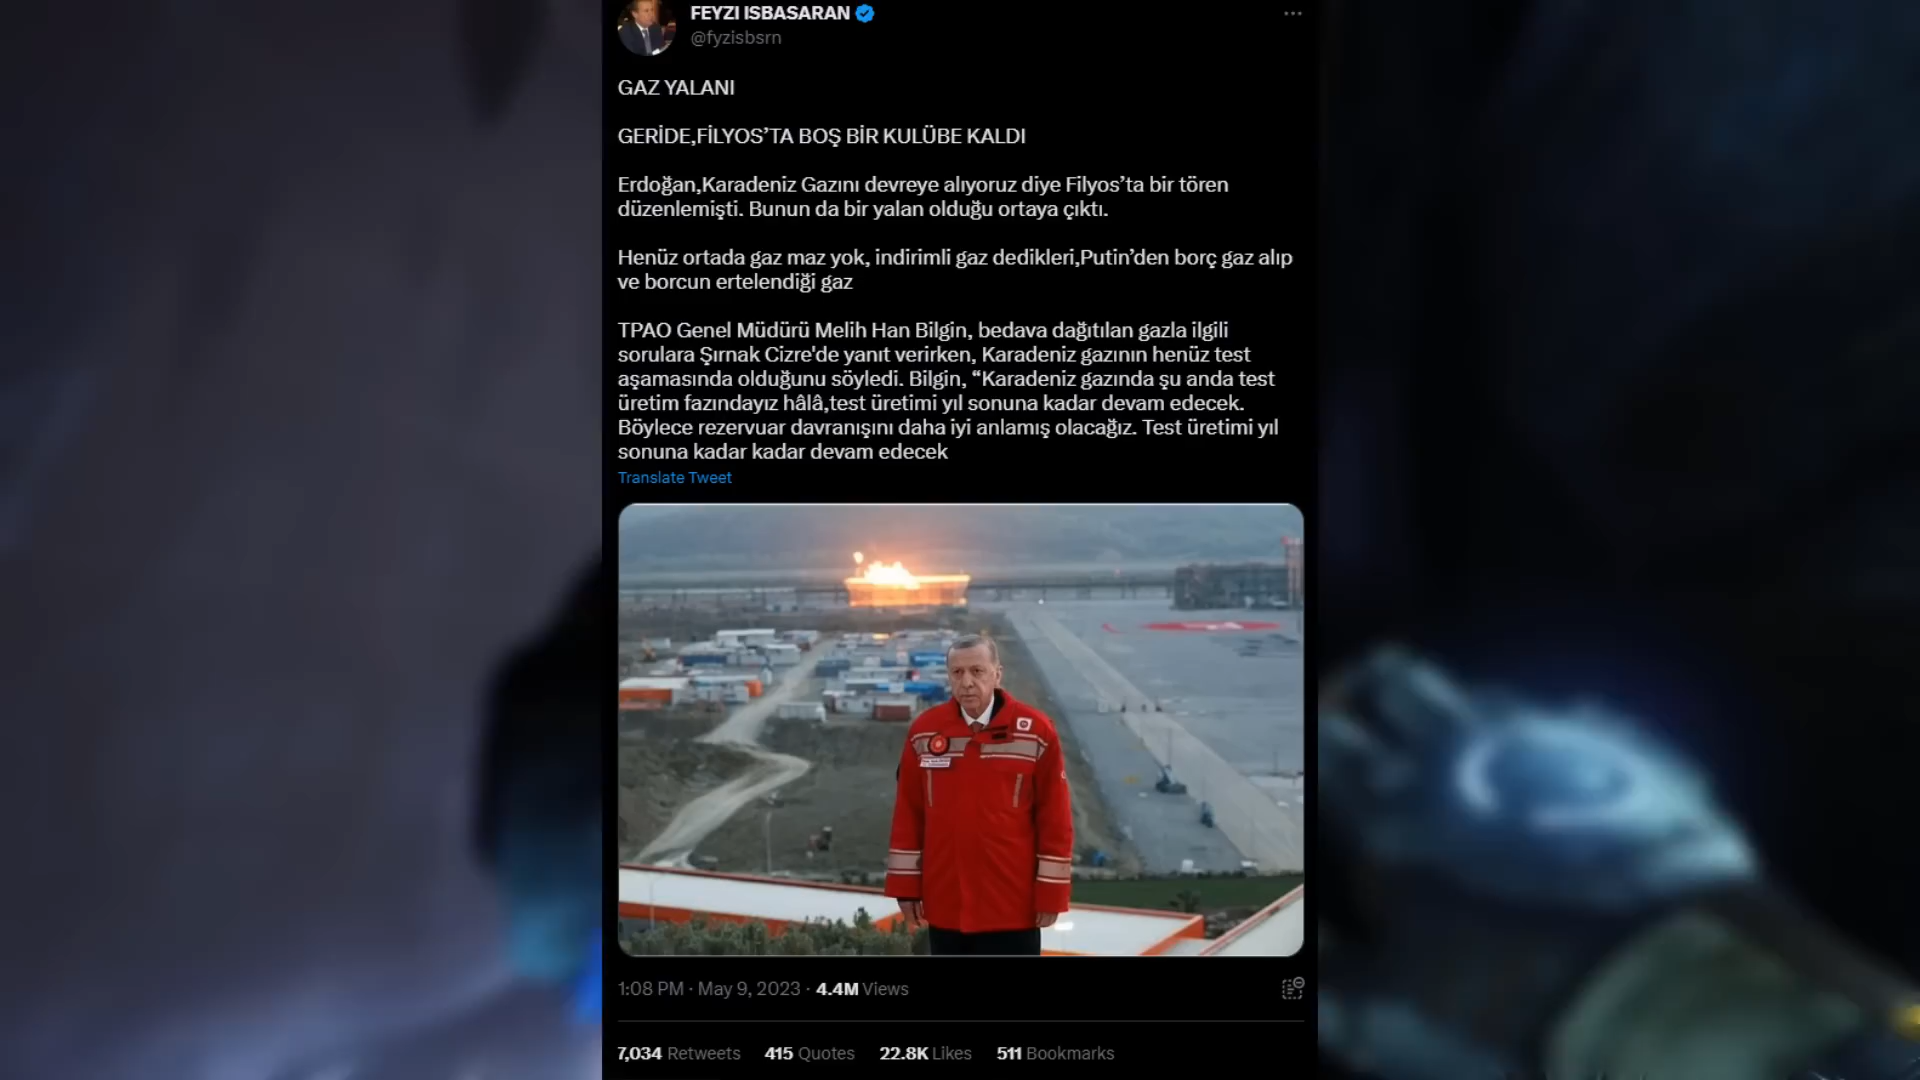 FEYZI ISBASARAN
@fyzisbsrn
GAZ YALANI
GERİDE,FİLYOS’TA BOŞ BİR KULÜBE KALDI
Erdoğan,Karadeniz Gazını devreye alıyoruz diye Filyos’ta bir tören
düzenlemişti. Bunun da bir yalan olduğu ortaya çıktı.
Henüz ortada gaz maz yok, indirimli gaz dedikleri,Putin’den borç gaz alıp
ve borcun ertelendiği gaz
TPAO Genel Müdürü Melih Han Bilgin, bedava dağıtılan gazla ilgili
sorulara Şırnak Cizre'de yanıt verirken, Karadeniz gazının henüz test
aşamasında olduğunu söyledi. Bilgin, “Karadeniz gazında şu anda test
üretim fazındayız hâlâ,test üretimi yıl sonuna kadar devam edecek.
Böylece rezervuar davranışını daha iyi anlamış olacağız. Test üretimi yıl
sonuna kadar kadar devam edecek
Translate Tweet
1:08 PM · May 9, 2023 · 4.4M Views
7,034 Retweets 415 Quotes 22.8K Likes 511 Bookmarks